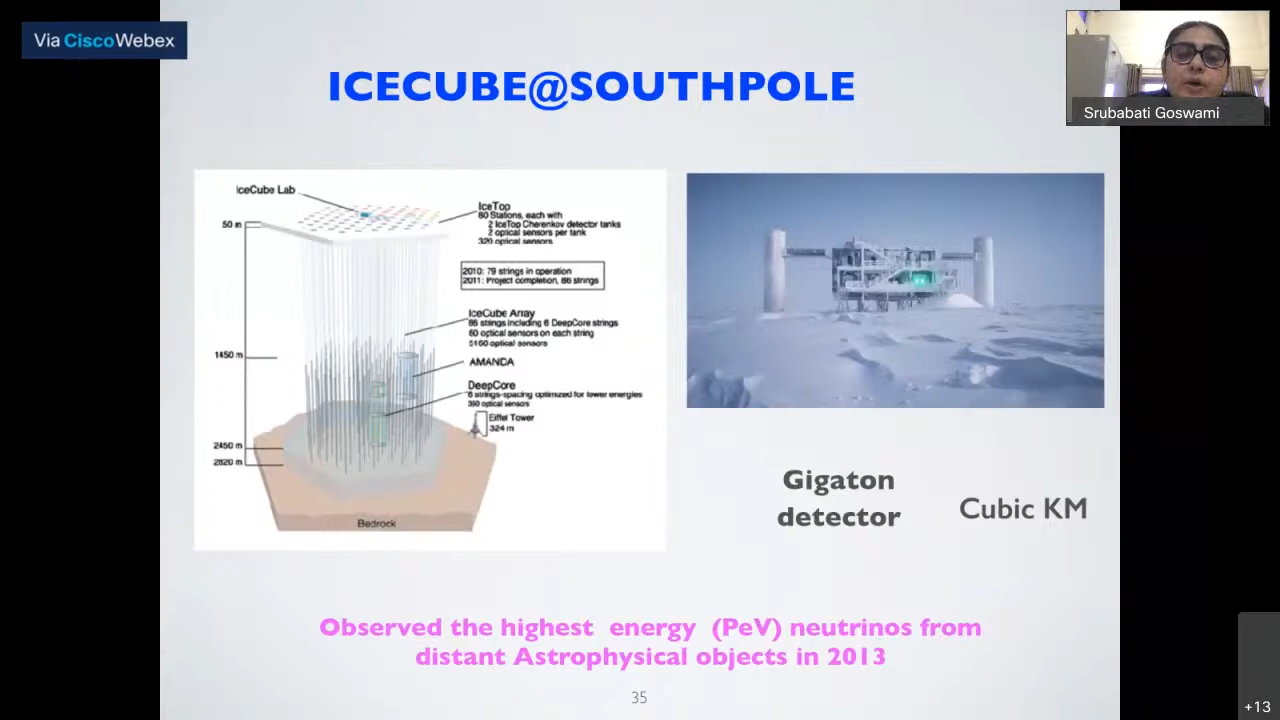 Via Cisco Webex
ICECUBE@SOUTHPOLE
Srubabati Goswami
IceCube Lab
IceTop
80 Stations, each with
2 IceTop Cherenkov detector tanks
2 optical sensors per tank
320 optical sensors
50 m
2010: 79 strings in operation
2011: Project completion, 86 strings
IceCube Array
86 strings including 6 DeepCore strings
60 optical sensors on each string
5160 optical sensors
1450 m
AMANDA
DeepCore
6 strings-spacing optimized for lower energies
360 optical sensors
Eiffel Tower
324 m
2450 m
2820 m
Bedrock
Gigaton
detector
Cubic KM
Observed the highest energy (PeV) neutrinos from
distant Astrophysical objects in 2013
35
+13